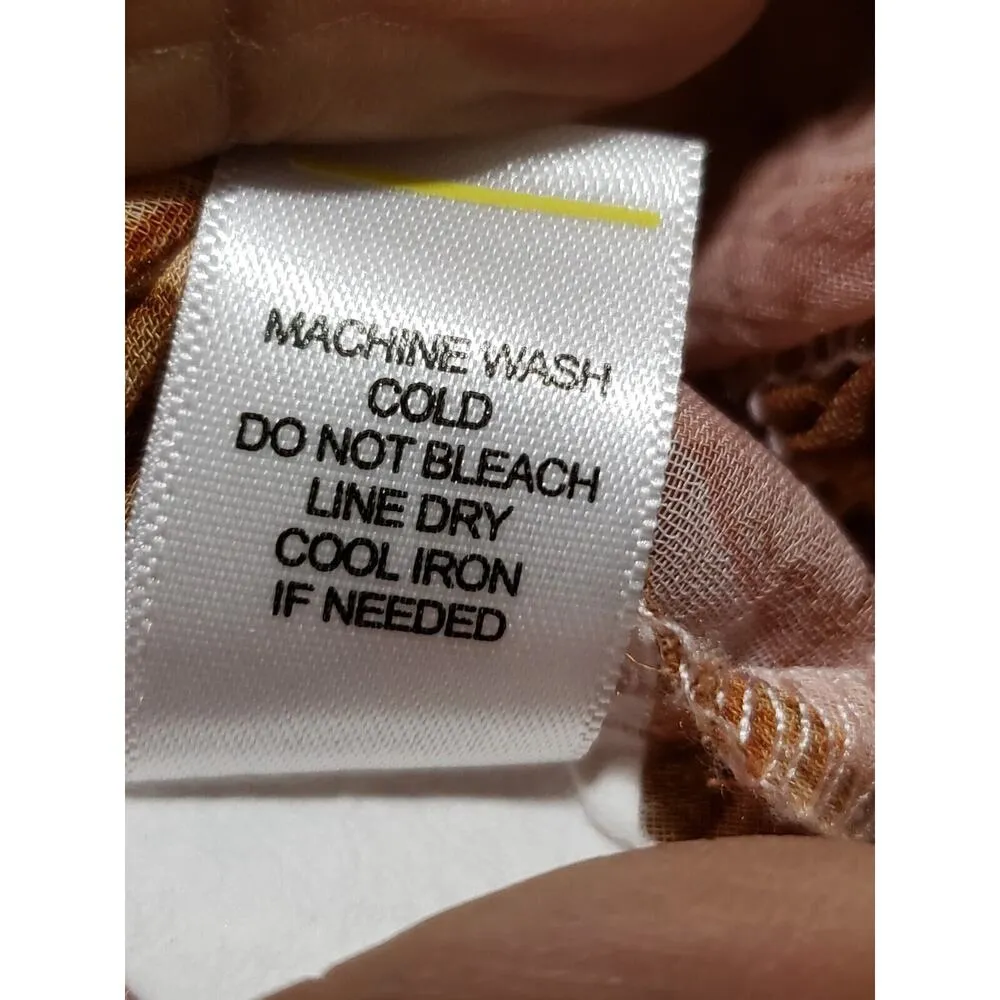 MACHINE WASH
COLD
DO NOT BLEACH
LINE DRY
COOL IRON
IF NEEDED